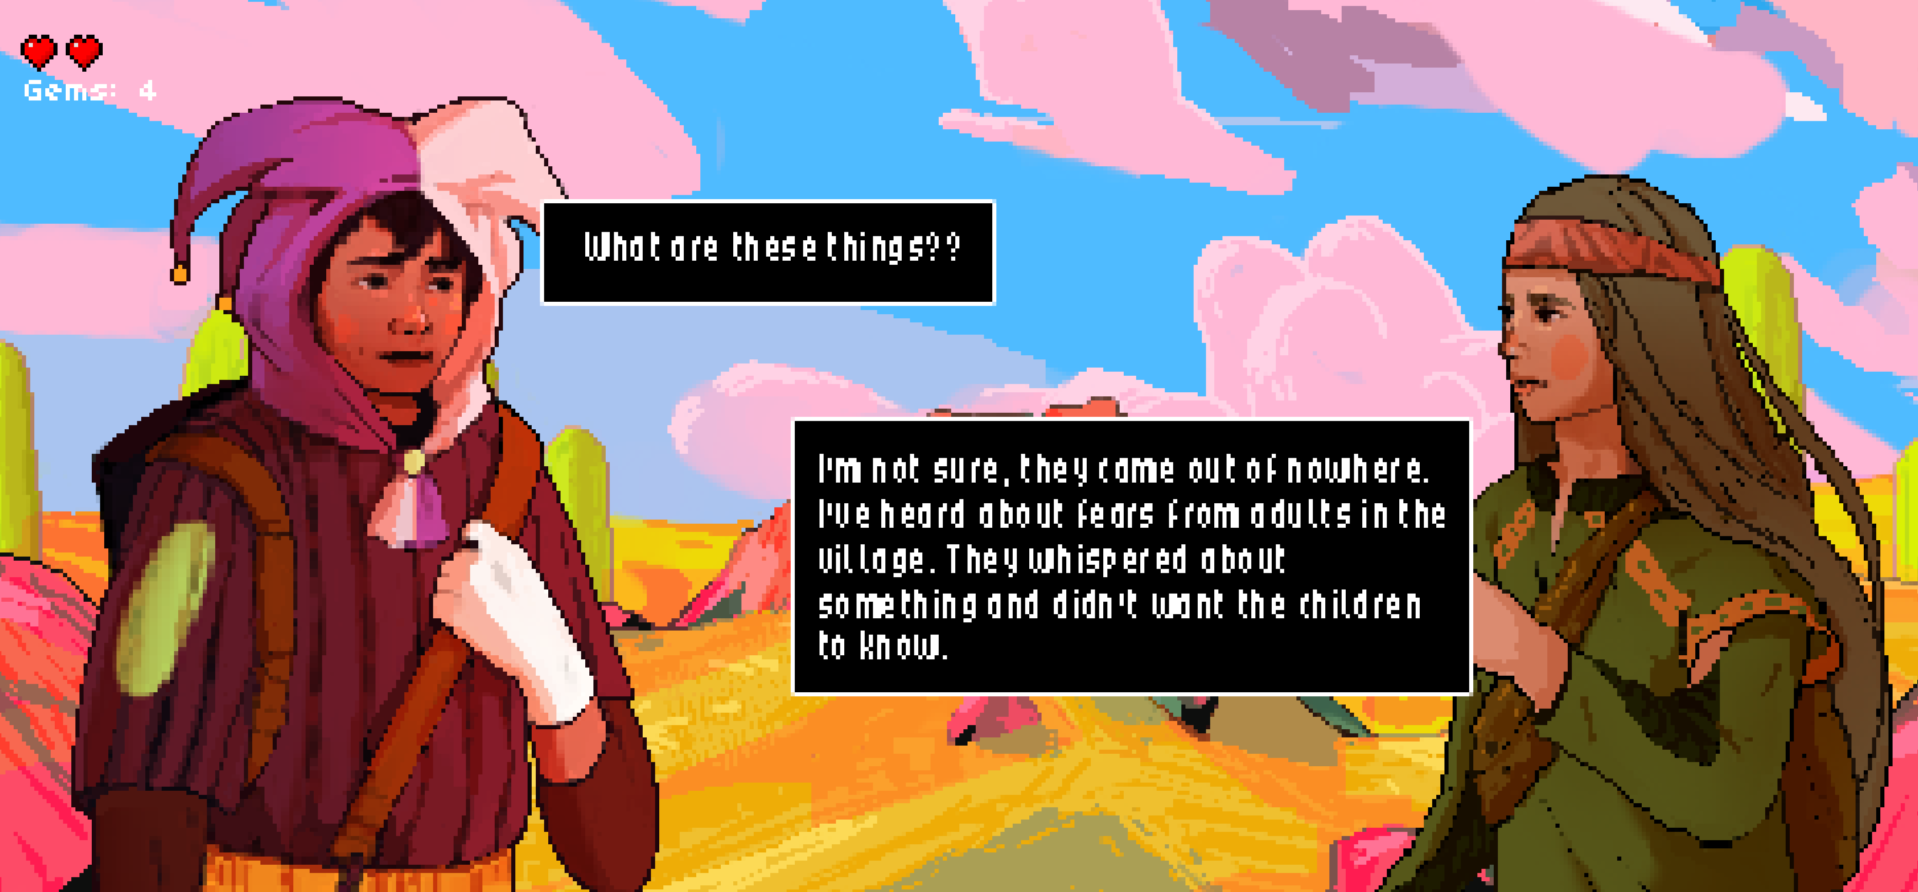 Gems: 4
What are these things??
I'm not sure, they came out of nowhere.
I've heard about fears from adults in the
village. They whispered about
something and didn't want the children
to know.